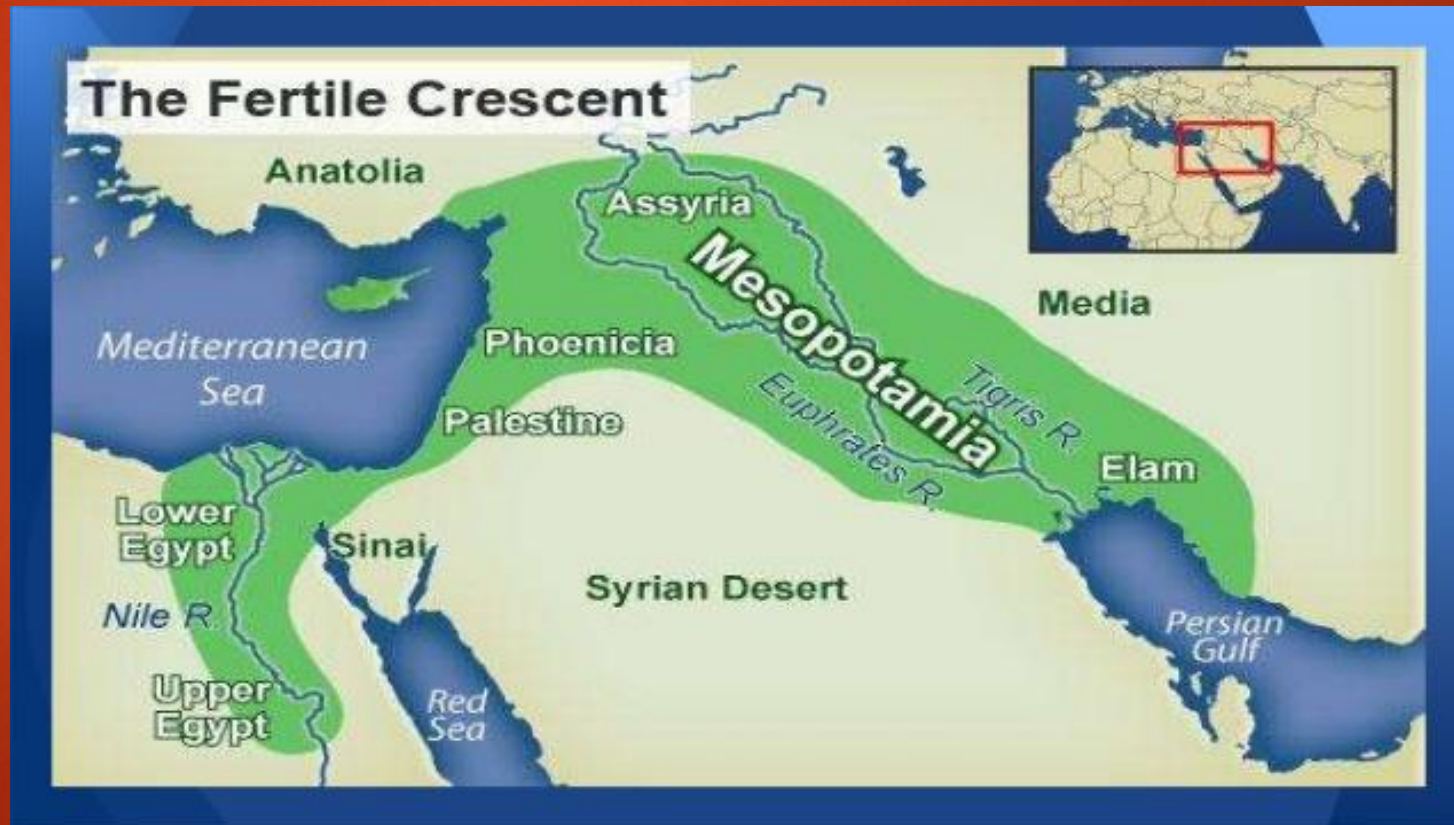 The Fertile Crescent
Anatolia
Assyria
Mesopotamia
Media
Mediterranean
Sea
Phoenicia
Tigris R.
Euphrates R.
Palestine
Elam
Lower
Egypt
Sinai
Syrian Desert
Nile R.
Persian
Gulf
Upper
Egypt
Red
Sea